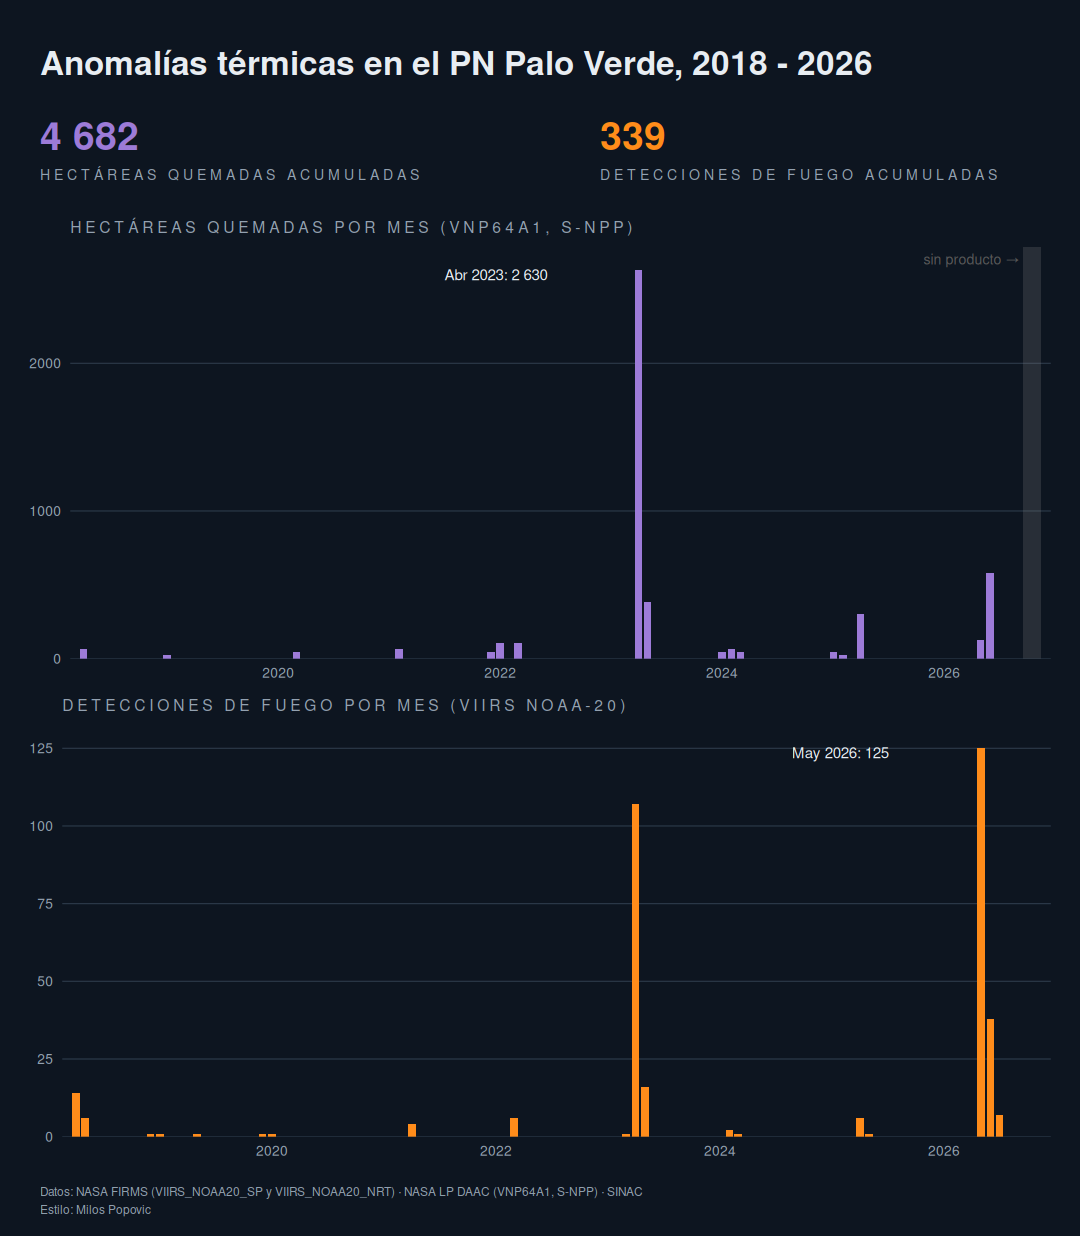 Anomalías térmicas en el PN Palo Verde, 2018 - 2026
4 682
339
HECTÁREAS QUEMADAS ACUMULADAS
DETECCIONES DE FUEGO ACUMULADAS
HECTÁREAS QUEMADAS POR MES (VNP64A1, S-NPP)
sin producto →
Abr 2023: 2 630
2000
1000
0
2020
2022
2024
2026
DETECCIONES DE FUEGO POR MES (VIIRS NOAA-20)
125
May 2026: 125
100
75
50
25
0
2020
2022
2024
2026
Datos: NASA FIRMS (VIIRS_NOAA20_SP y VIIRS_NOAA20_NRT) · NASA LP DAAC (VNP64A1, S-NPP) · SINAC
Estilo: Milos Popovic